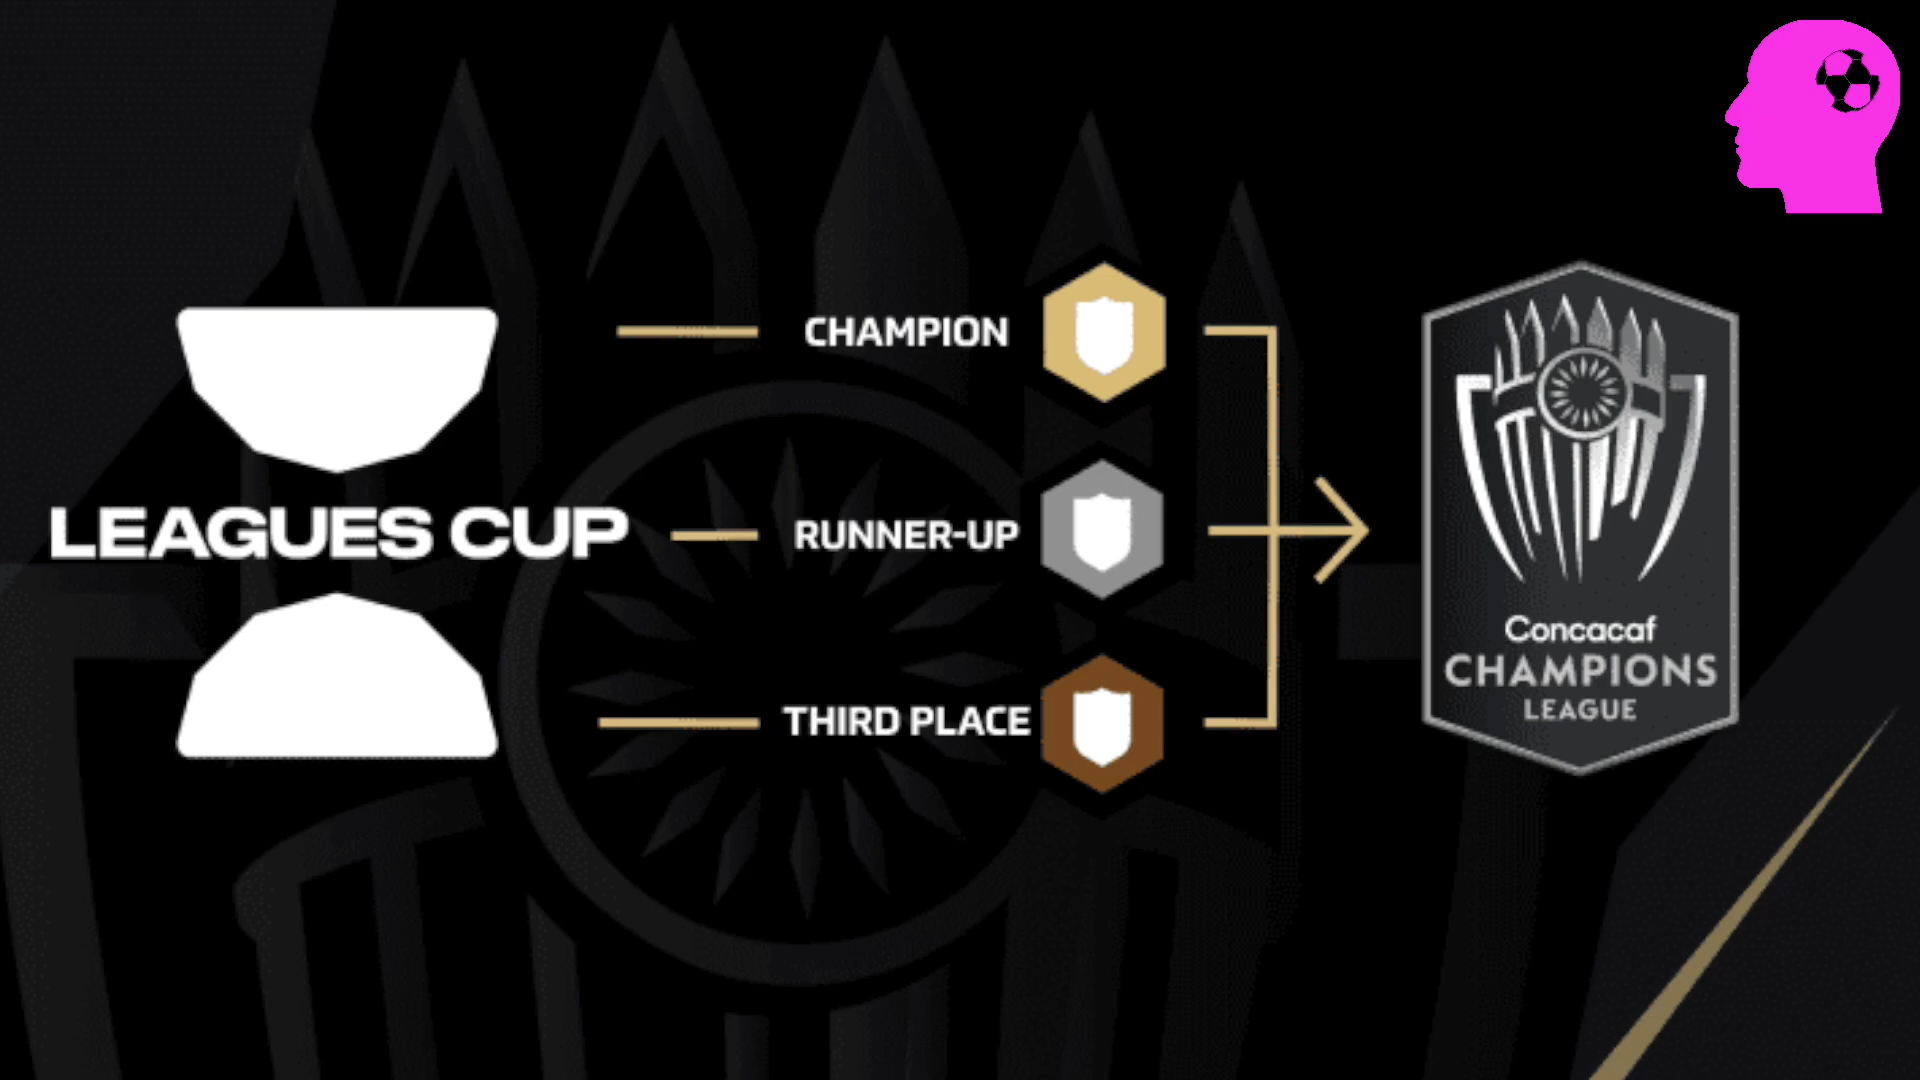 LEAGUES CUP
CHAMPION
RUNNER-UP
THIRD PLACE
Concacaf
CHAMPIONS
LEAGUE